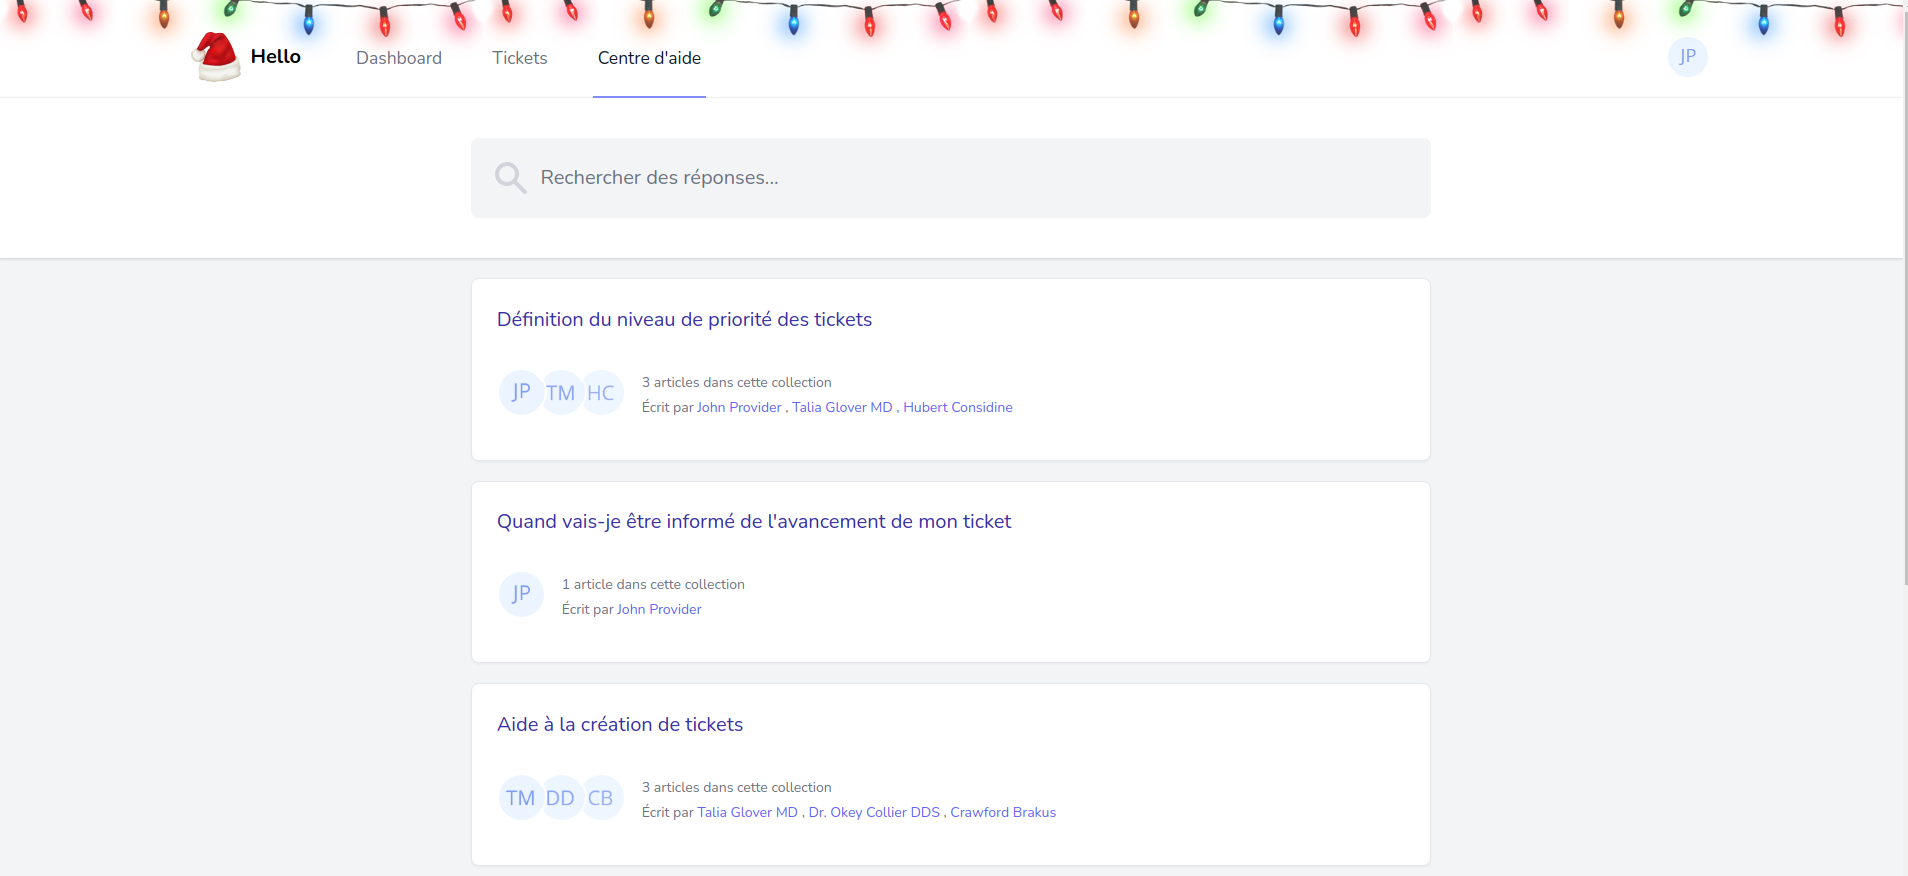 Hello
Dashboard
Tickets
Centre d'aide
JP
Rechercher des réponses...
Définition du niveau de priorité des tickets
JP TM HC
3 articles dans cette collection
Écrit par John Provider , Talia Glover MD , Hubert Considine
Quand vais-je être informé de l'avancement de mon ticket
JP
1 article dans cette collection
Écrit par John Provider
Aide à la création de tickets
TM DD CB
3 articles dans cette collection
Écrit par Talia Glover MD , Dr. Okey Collier DDS , Crawford Brakus